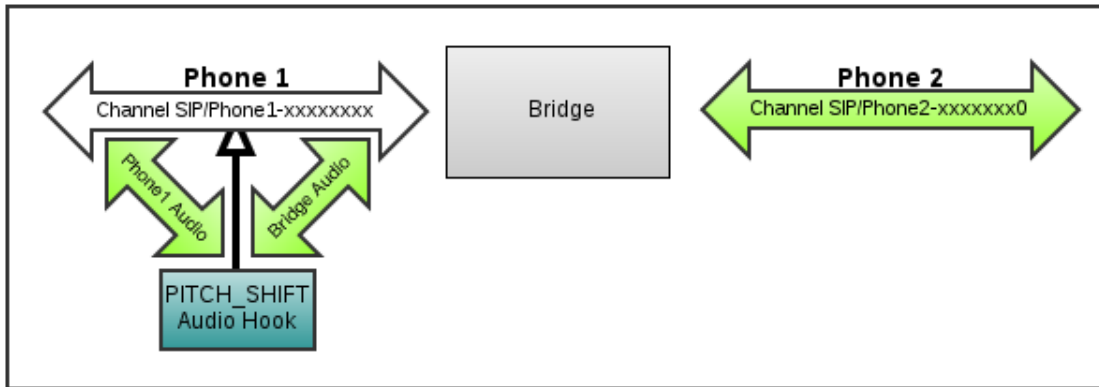 Phone 1
Channel SIP/Phone1-xxxxxxxx
Bridge
Phone 2
Channel SIP/Phone2-xxxxxxx0
Phone1 Audio
Bridge Audio
PITCH_SHIFT
Audio Hook